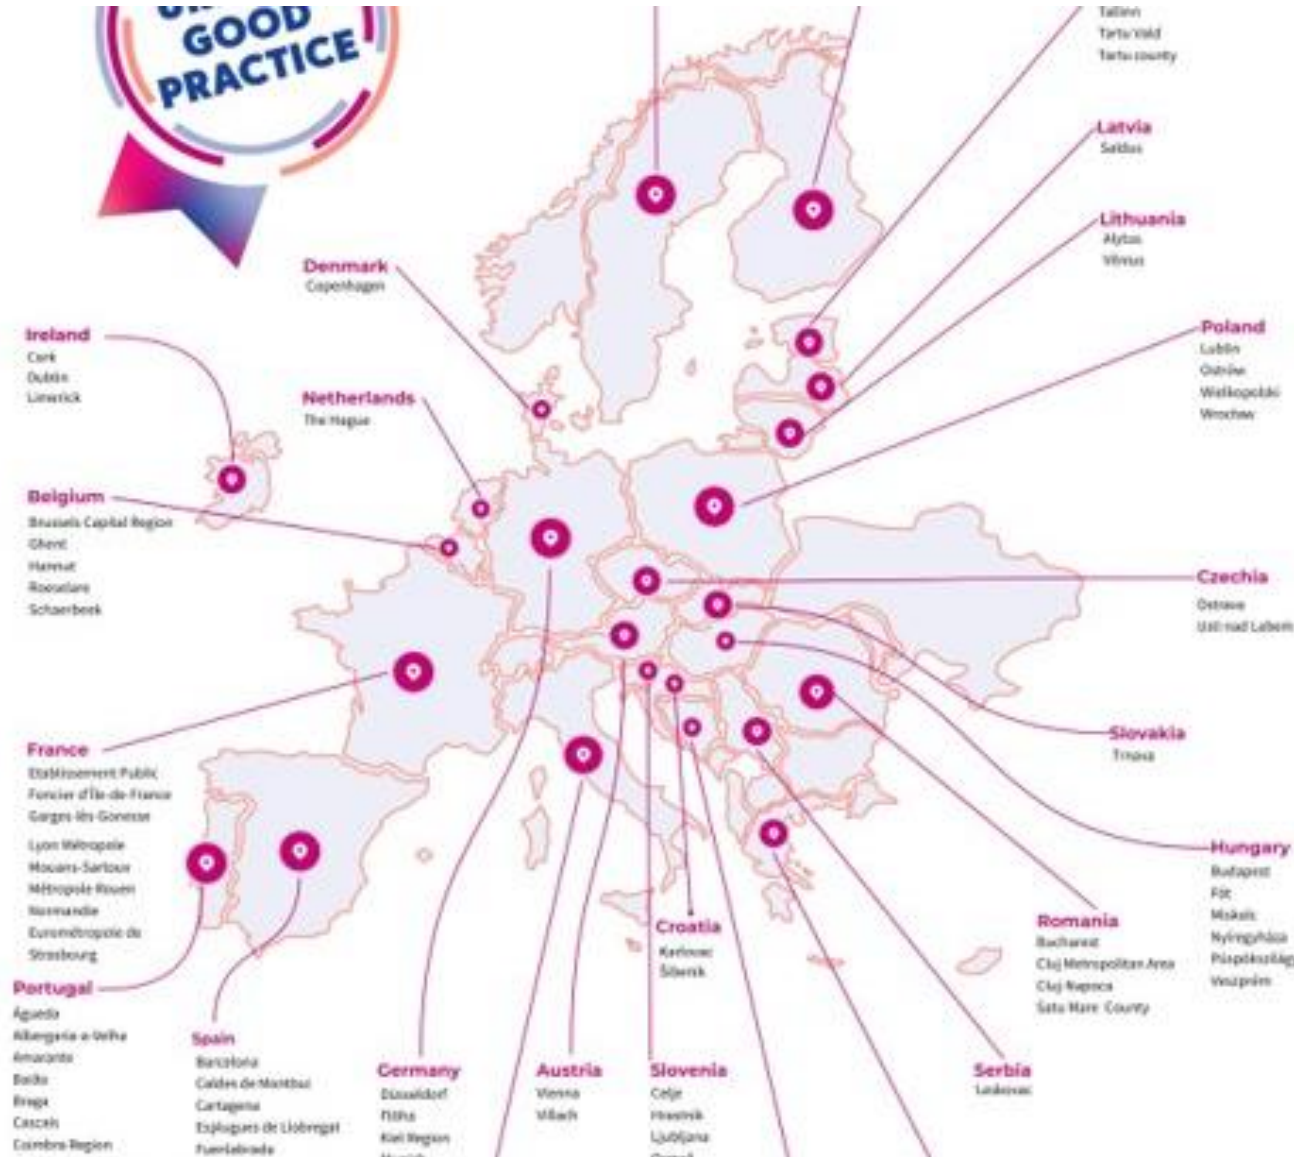 GOOD
PRACTICE
Tallinn
Tartu Vald
Tartu county
Latvia
Saldus
Lithuania
Alytus
Vilnius
Denmark
Copenhagen
Ireland
Cork
Dublin
Limerick
Poland
Lublin
Ostrów
Wielkopolski
Wrocław
Netherlands
The Hague
Belgium
Brussels Capital Region
Ghent
Hannut
Roeselare
Schaerbeek
Czechia
Ostrava
Usti nad Labem
France
Etablissement Public
Foncier d'Île-de-France
Garges-lès-Gonesse
Lyon Métropole
Mouans-Sartoux
Métropole Rouen
Normandie
Eurométropole de
Strasbourg
Slovakia
Trnava
Hungary
Budapest
Fót
Miskolc
Nyíregyháza
Veszprém
Romania
Bucharest
Cluj Metropolitan Area
Cluj Napoca
Satu Mare County
Croatia
Karlovac
Šibenik
Portugal
Águeda
Albergaria-a-Velha
Amarante
Baião
Braga
Cascais
Coimbra Region
Spain
Barcelona
Caldes de Montbui
Cartagena
Esplugues de Llobregat
Fuenlabrada
Germany
Düsseldorf
Kiel Region
Munich
Austria
Vienna
Villach
Slovenia
Celje
Hrastnik
Ljubljana
Serbia
Leskovac